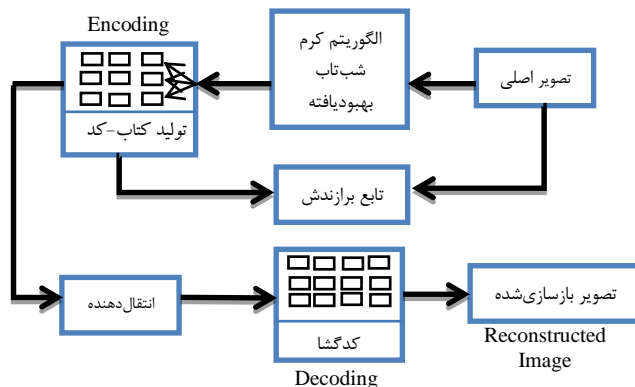 Encoding
تصویر اصلی
الگوریتم کرم
شب‌تاب
بهبودیافته
تولید کتاب-کد
تابع برازندش
انتقال‌دهنده
کدگشا
Decoding
تصویر بازسازی‌شده
Reconstructed
Image